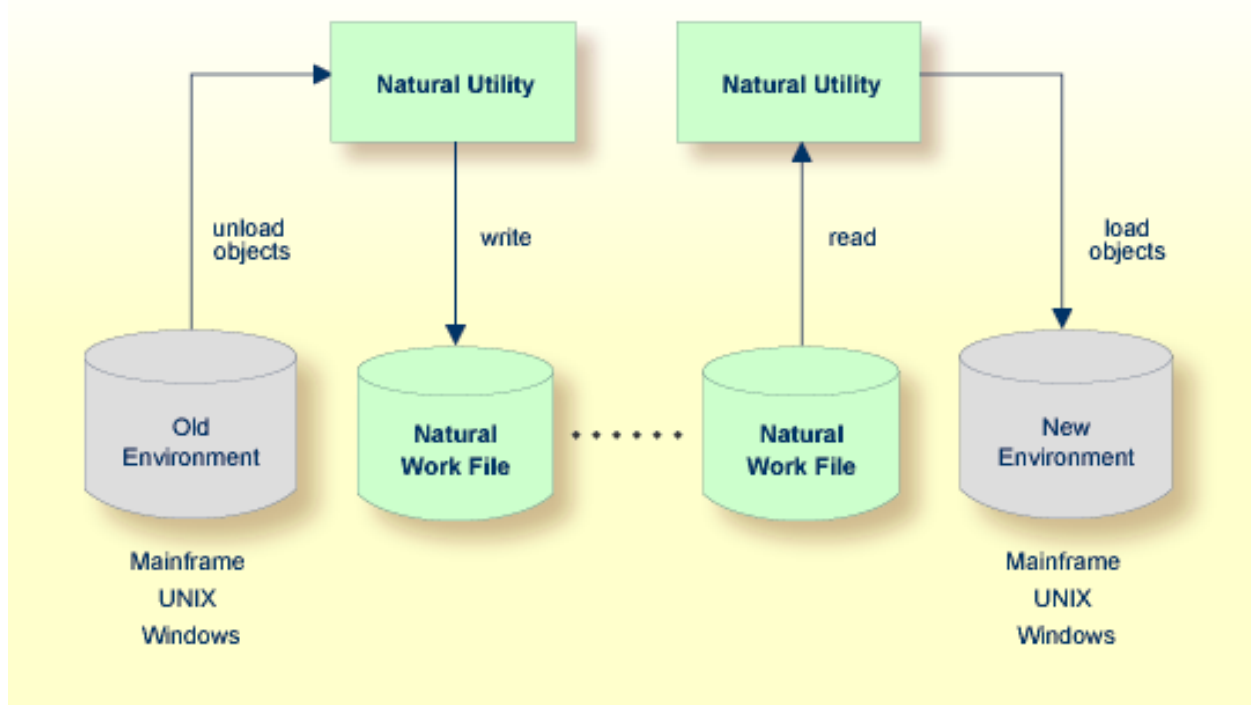 Natural Utility
Natural Utility
unload
objects
write
read
load
objects
Old
Environment
Natural
Work File
Natural
Work File
New
Environment
Mainframe
UNIX
Windows
Mainframe
UNIX
Windows